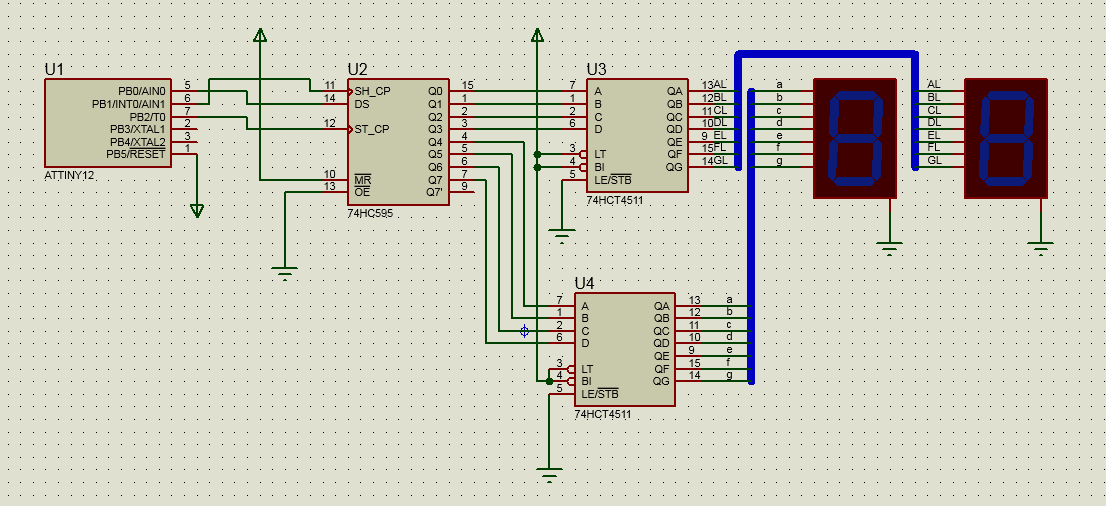 U1
PB0/AIN0 5
PB1/INT0/AIN1 6
PB2/T0 7
PB3/XTAL1 2
PB4/XTAL2 3
PB5/RESET 1
ATTINY12
U2
11 SH_CP Q0 15
14 DS Q1 1
Q2 2
12 ST_CP Q3 3
Q4 4
Q5 5
Q6 6
10 MR Q7 7
13 OE Q7' 9
74HC595
U3
7 A QA 13 AL
1 B QB 12 BL
2 C QC 11 CL
6 D QD 10 DL
QE 9 EL
3 LT QF 15 FL
4 BI QG 14 GL
5 LE/STB
74HCT4511
a
b
c
d
e
f
g
AL
BL
CL
DL
EL
FL
GL
U4
7 A QA 13 a
1 B QB 12 b
2 C QC 11 c
6 D QD 10 d
QE 9 e
3 LT QF 15 f
4 BI QG 14 g
5 LE/STB
74HCT4511